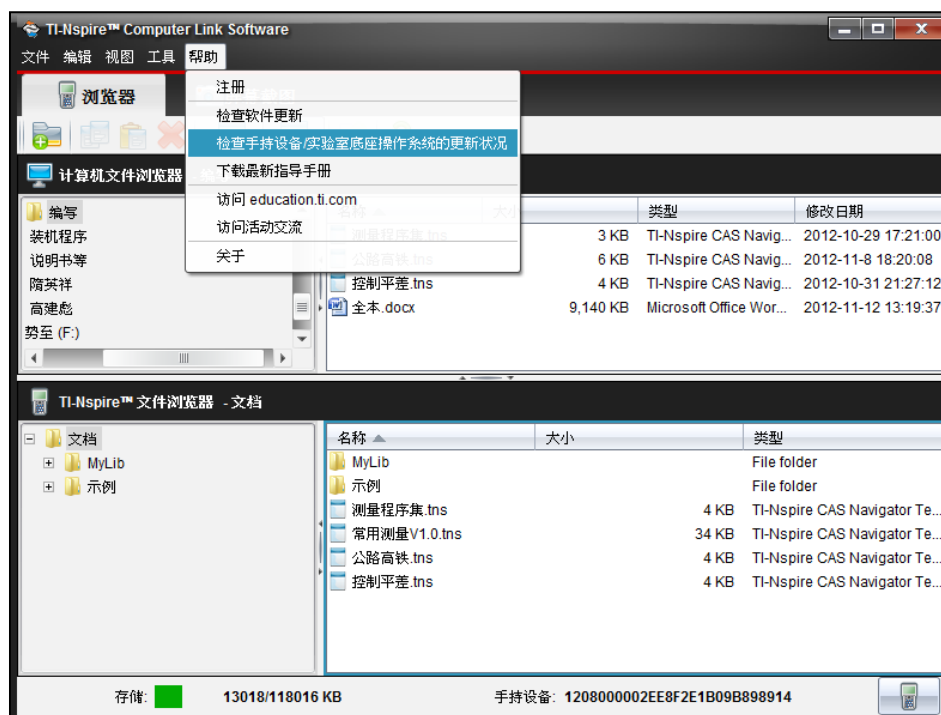 TI-Nspire™ Computer Link Software
文件 编辑 视图 工具 帮助
浏览器
注册
检查软件更新
检查手持设备/实验室底座操作系统的更新状况
下载最新指导手册
访问 education.ti.com
访问活动交流
关于
计算机文件浏览器
编写
装机程序
说明书等
隋英祥
高建彪
势至 (F:)
名称 大小 类型 修改日期
测量程序集.tns 3 KB TI-Nspire CAS Navig... 2012-10-29 17:21:00
公路高铁.tns 6 KB TI-Nspire CAS Navig... 2012-11-8 18:20:08
控制平差.tns 4 KB TI-Nspire CAS Navig... 2012-10-31 21:27:12
全本.docx 9,140 KB Microsoft Office Wor... 2012-11-12 13:19:37
TI-Nspire™ 文件浏览器 - 文档
文档
MyLib
示例
名称 大小 类型
MyLib File folder
示例 File folder
测量程序集.tns 4 KB TI-Nspire CAS Navigator Te...
常用测量V1.0.tns 34 KB TI-Nspire CAS Navigator Te...
公路高铁.tns 4 KB TI-Nspire CAS Navigator Te...
控制平差.tns 4 KB TI-Nspire CAS Navigator Te...
存储: 13018/118016 KB 手持设备: 1208000002EE8F2E1B09B898914